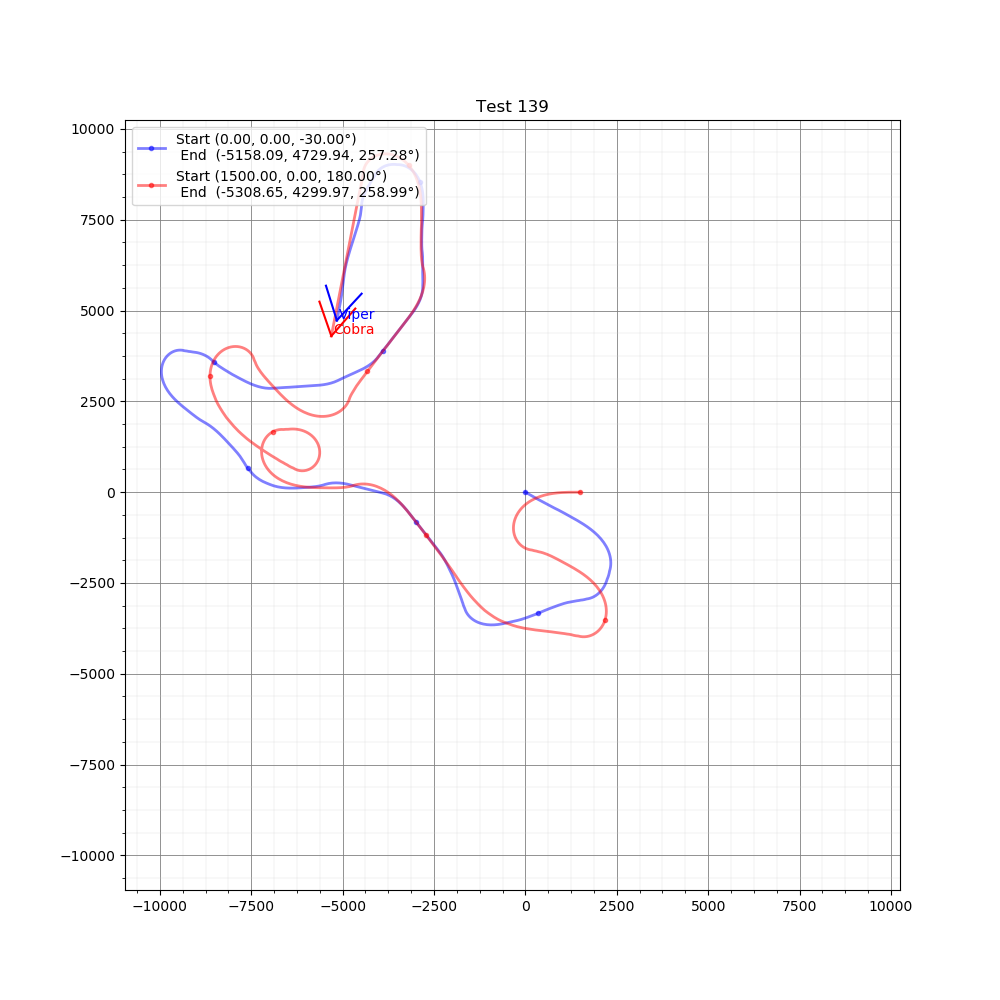 Test 139
Start (0.00, 0.00, -30.00°)
End (-5158.09, 4729.94, 257.28°)
Start (1500.00, 0.00, 180.00°)
End (-5308.65, 4299.97, 258.99°)
10000
7500
5000
2500
0
−2500
−5000
−7500
−10000
Viper
Cobra
−10000 −7500 −5000 −2500 0 2500 5000 7500 10000